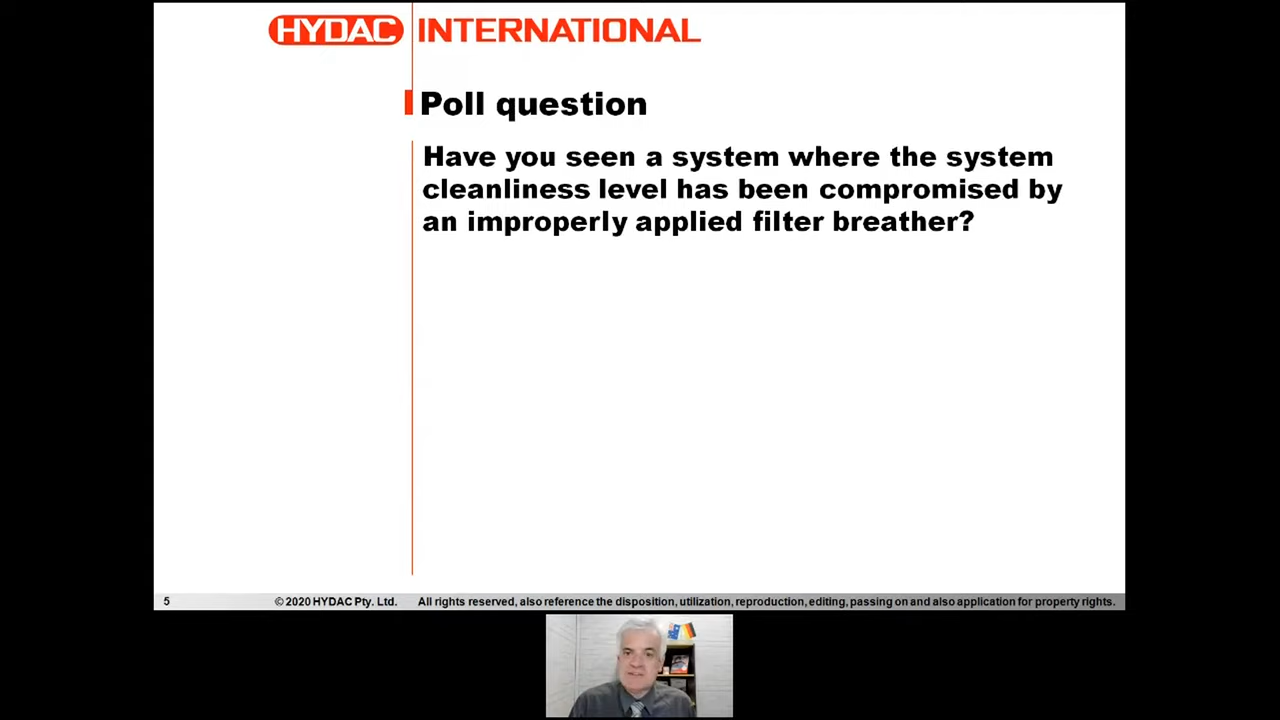 HYDAC INTERNATIONAL
Poll question
Have you seen a system where the system
cleanliness level has been compromised by
an improperly applied filter breather?
5 © 2020 HYDAC Pty. Ltd. All rights reserved, also reference the disposition, utilization, reproduction, editing, passing on and also application for property rights.